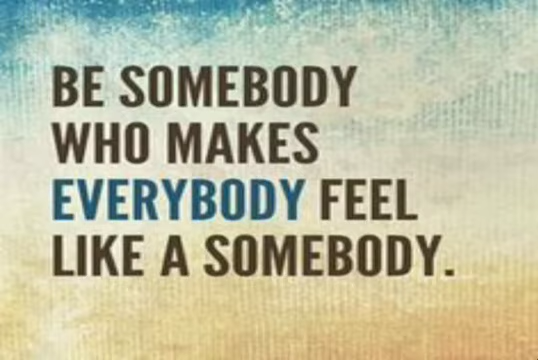 BE SOMEBODY
WHO MAKES
EVERYBODY FEEL
LIKE A SOMEBODY.